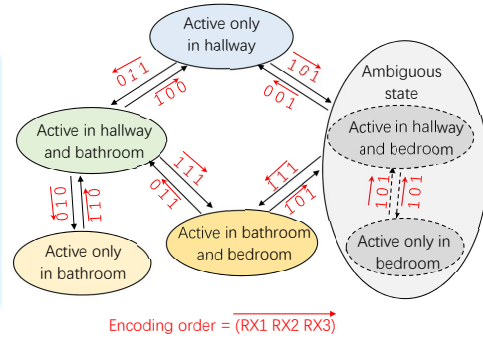 Active only
in hallway
011
100
101
001
Ambiguous
state
Active in hallway
and bathroom
Active in hallway
and bedroom
010
110
111
011
111
101
101
101
Active only
in bathroom
Active in bathroom
and bedroom
Active only in
bedroom
Encoding order = (RX1 RX2 RX3)